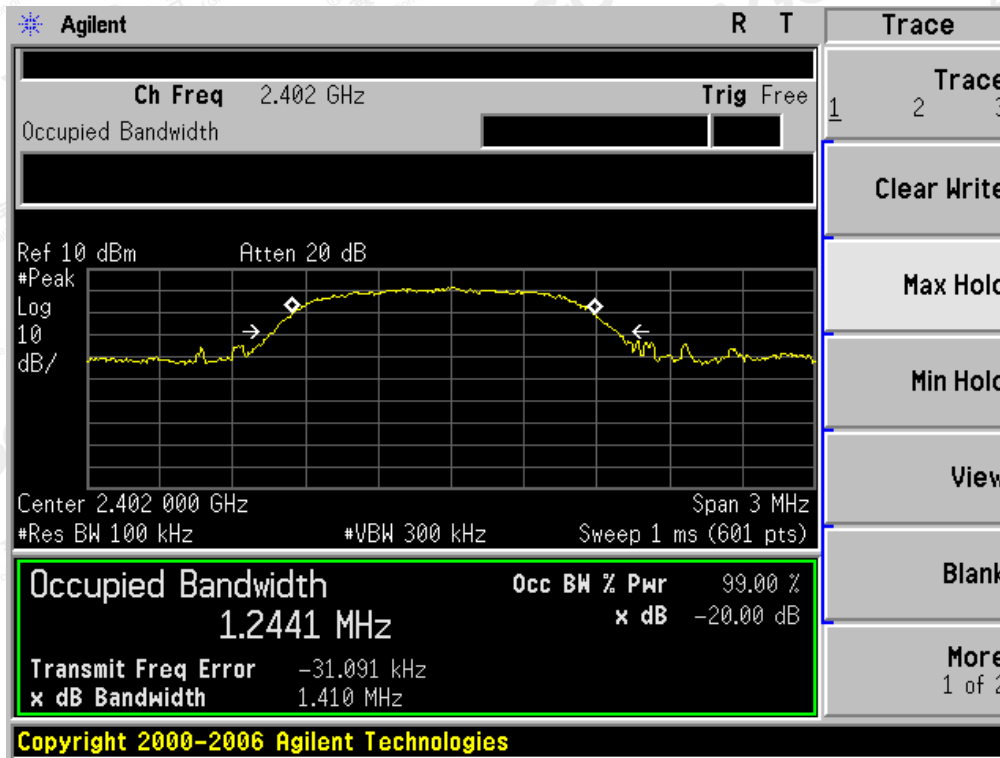 Agilent R T Trace
Ch Freq 2.402 GHz Trig Free
Occupied Bandwidth
Trace
1 2 3
Clear Write
Ref 10 dBm Atten 20 dB
#Peak
Log
10
dB/
Max Hold
Min Hold
View
Center 2.402 000 GHz Span 3 MHz
#Res BW 100 kHz #VBW 300 kHz Sweep 1 ms (601 pts)
Occupied Bandwidth Occ BW % Pwr 99.00 %
1.2441 MHz x dB -20.00 dB
Transmit Freq Error -31.091 kHz
x dB Bandwidth 1.410 MHz
Blank
More
1 of 2
Copyright 2000-2006 Agilent Technologies